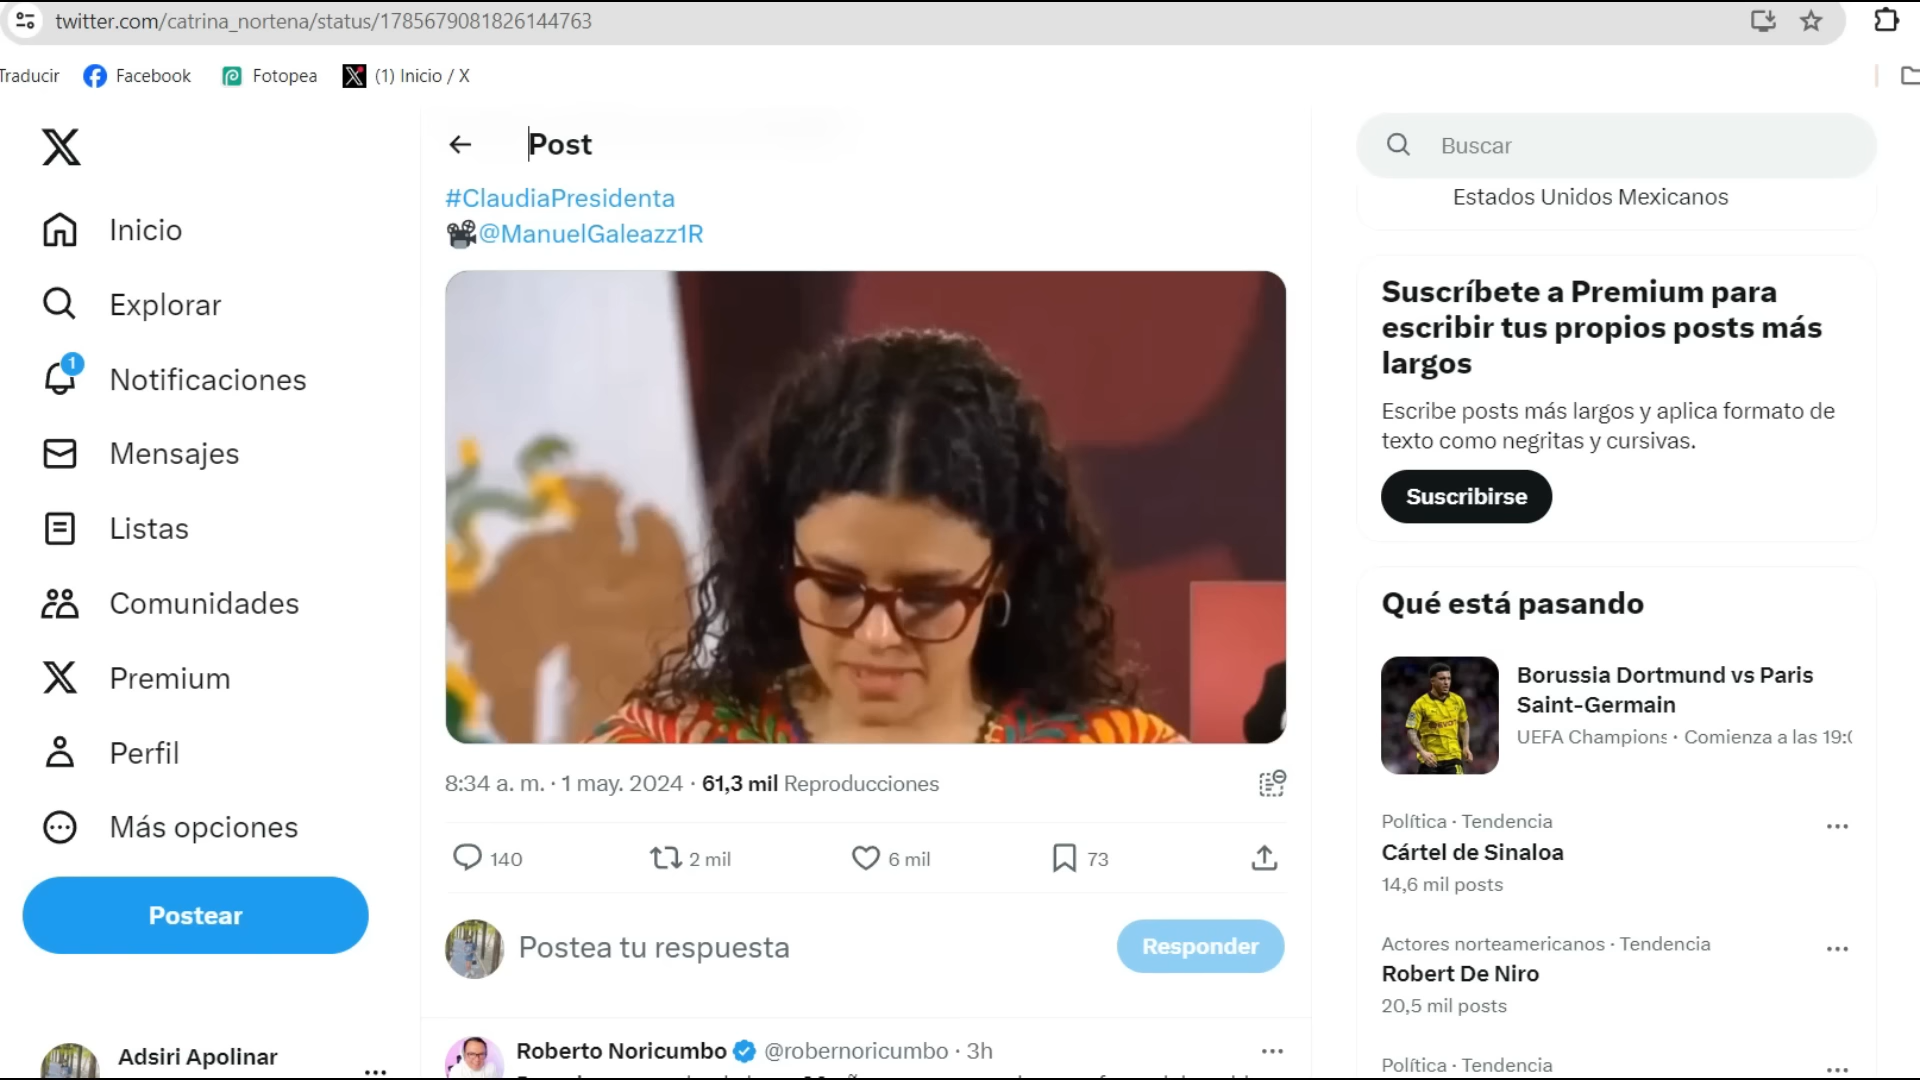 twitter.com/catrina_nortena/status/1785679081826144763
Traducir
Facebook
Fotopea
(1) Inicio / X
Inicio
Explorar
1
Notificaciones
Mensajes
Listas
Comunidades
Premium
Perfil
Más opciones
Postear
Adsiri Apolinar
Post
#ClaudiaPresidenta
@ManuelGaleazz1R
8:34 a. m. · 1 may. 2024 · 61,3 mil Reproducciones
140
2 mil
6 mil
73
Postea tu respuesta
Responder
Roberto Noricumbo @robernoricumbo · 3h
Buscar
Estados Unidos Mexicanos
Suscríbete a Premium para
escribir tus propios posts más
largos
Escribe posts más largos y aplica formato de
texto como negritas y cursivas.
Suscribirse
Qué está pasando
Borussia Dortmund vs Paris
Saint-Germain
UEFA Champions · Comienza a las 19:0
Política · Tendencia
Cártel de Sinaloa
14,6 mil posts
Actores norteamericanos · Tendencia
Robert De Niro
20,5 mil posts
Política · Tendencia